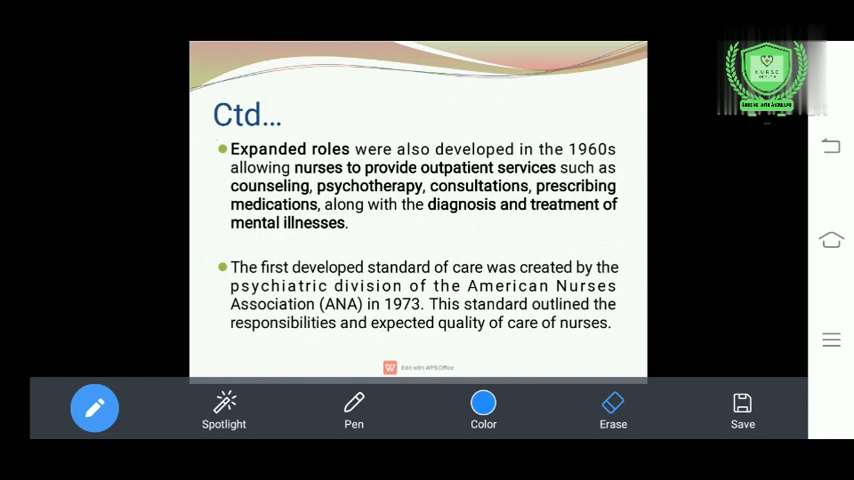 NURSE
Ctd...
Expanded roles were also developed in the 1960s
allowing nurses to provide outpatient services such as
counseling, psychotherapy, consultations, prescribing
medications, along with the diagnosis and treatment of
mental illnesses.
The first developed standard of care was created by the
psychiatric division of the American Nurses
Association (ANA) in 1973. This standard outlined the
responsibilities and expected quality of care of nurses.
Edit with WPS Office
Spotlight
Pen
Color
Erase
Save